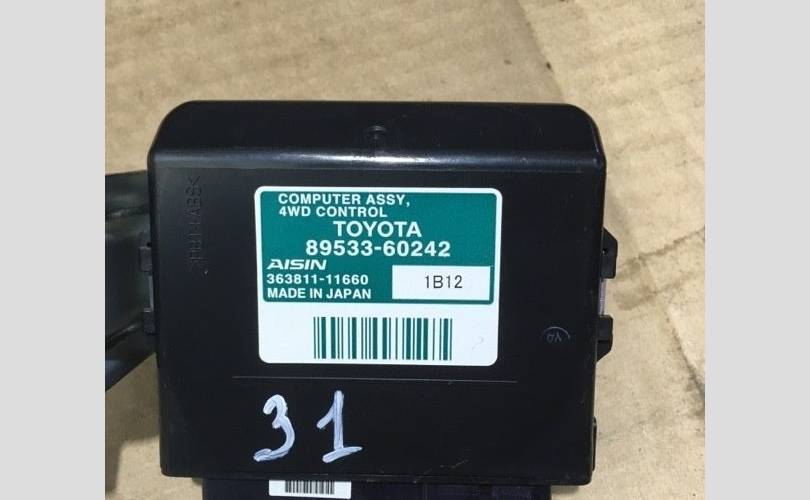 COMPUTER ASSY,
4WD CONTROL
TOYOTA
89533-60242
AISIN
363811-11660
1B12
MADE IN JAPAN
31